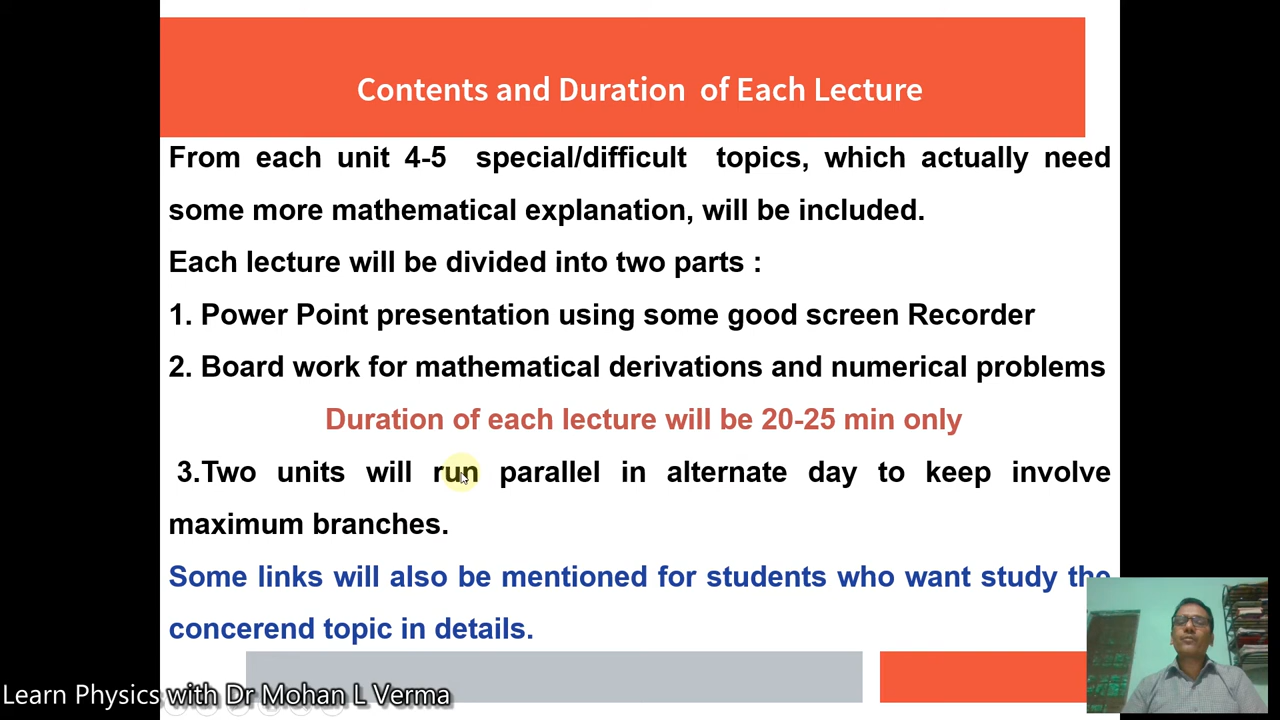 Contents and Duration of Each Lecture
From each unit 4-5 special/difficult topics, which actually need
some more mathematical explanation, will be included.
Each lecture will be divided into two parts :
1. Power Point presentation using some good screen Recorder
2. Board work for mathematical derivations and numerical problems
Duration of each lecture will be 20-25 min only
3.Two units will run parallel in alternate day to keep involve
maximum branches.
Some links will also be mentioned for students who want study the
concerend topic in details.
Learn Physics with Dr Mohan L Verma